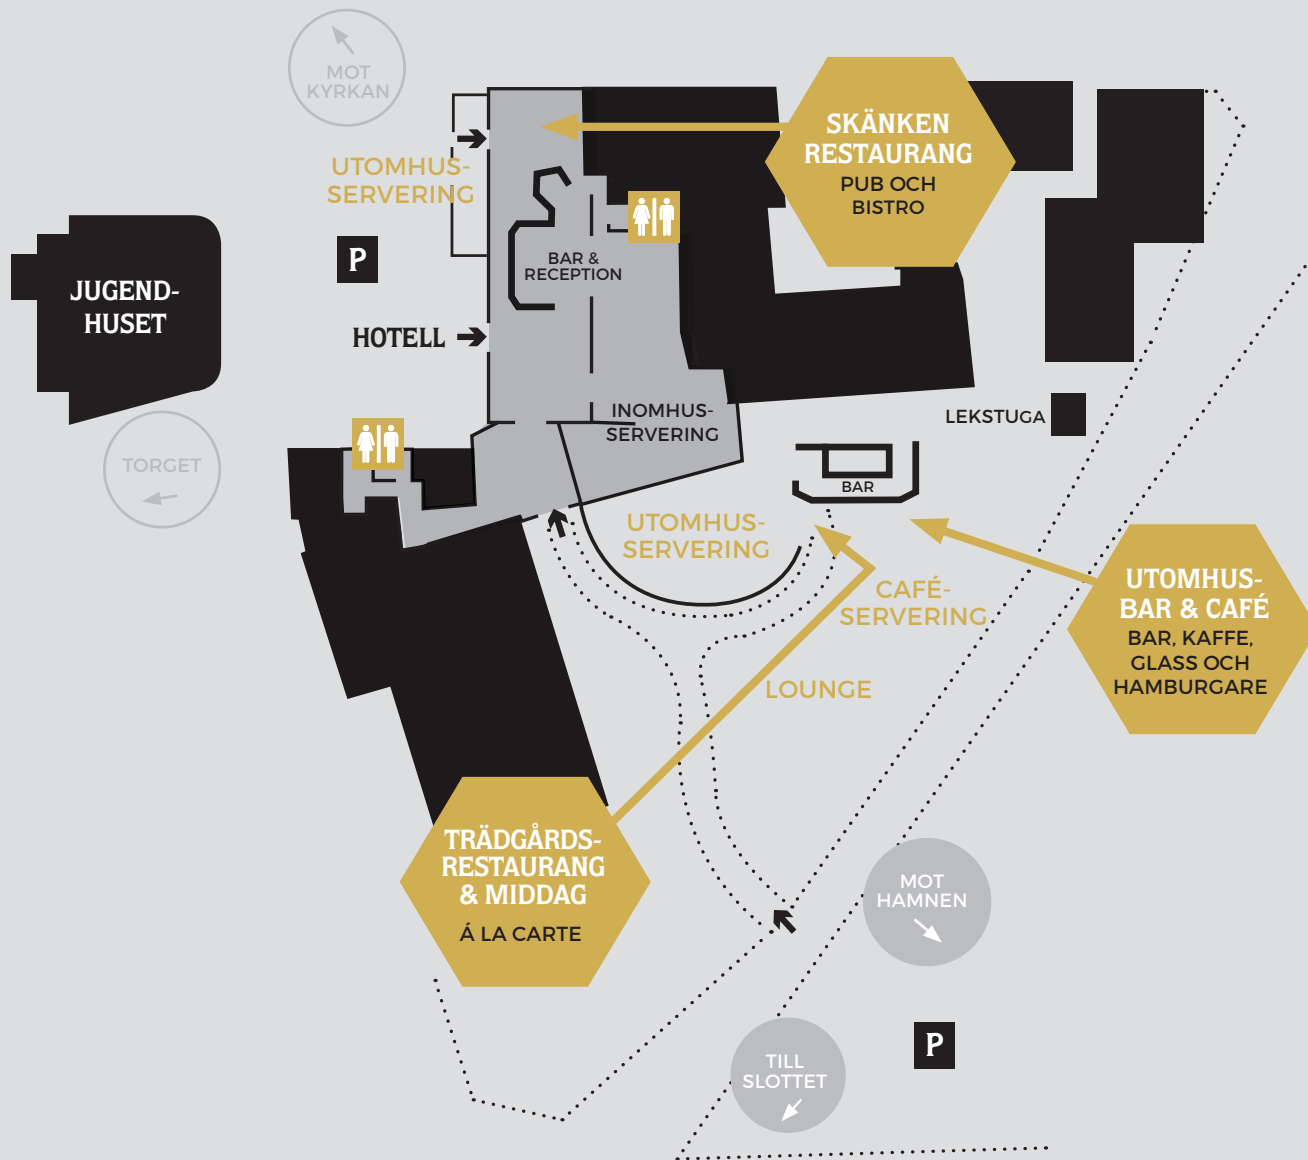 MOT
KYRKAN
SKÄNKEN
RESTAURANG
PUB OCH
BISTRO
UTOMHUS-
SERVERING
P
BAR &
RECEPTION
JUGEND-
HUSET
HOTELL
INOMHUS-
SERVERING
LEKSTUGA
TORGET
BAR
UTOMHUS-
SERVERING
CAFÉ-
SERVERING
UTOMHUS-
BAR & CAFÉ
BAR, KAFFE,
GLASS OCH
HAMBURGARE
LOUNGE
TRÄDGÅRDS-
RESTAURANG
& MIDDAG
Á LA CARTE
MOT
HAMNEN
P
TILL
SLOTTET